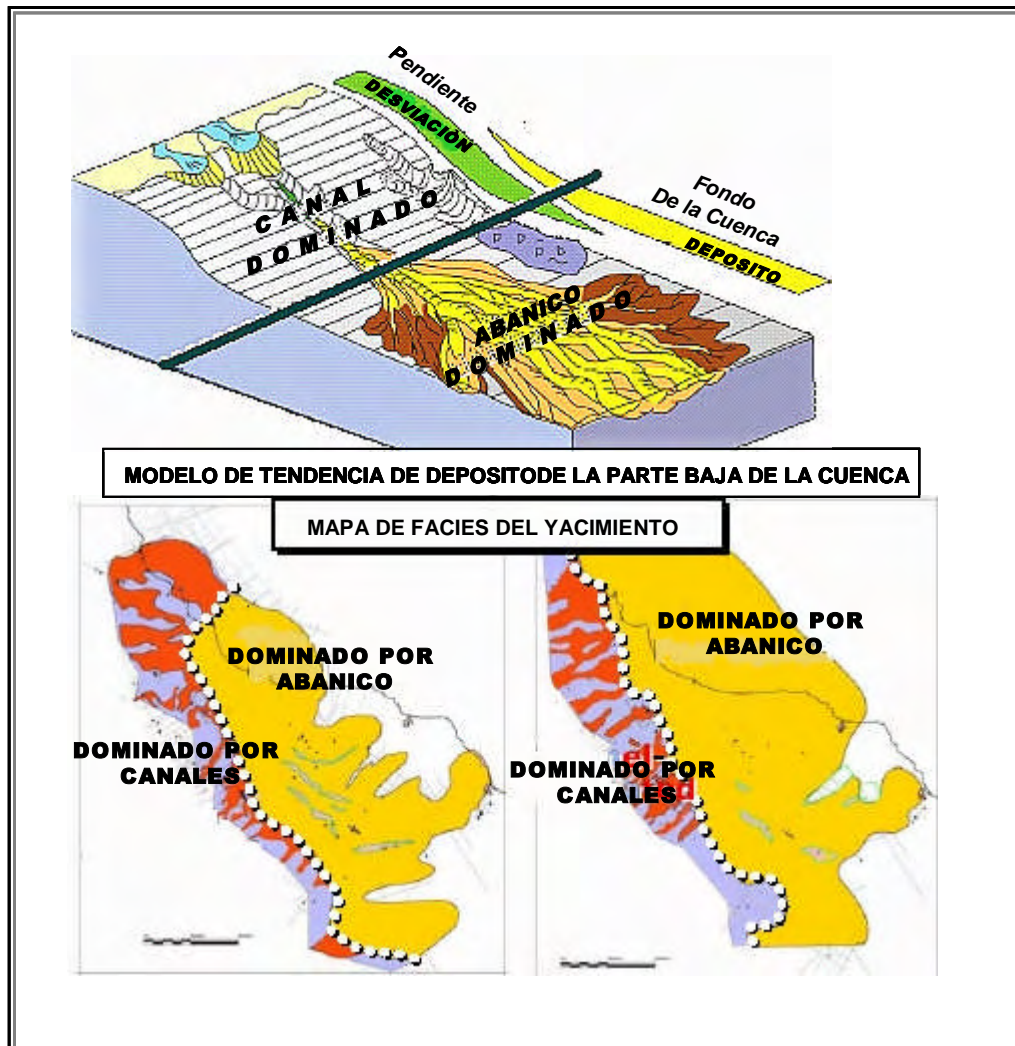 Pendiente
DESVIACIÒN
Fondo
De la Cuenca
DEPOSITO
CANAL
DOMINADO
ABANICO
DOMINADO
MODELO DE TENDENCIA DE DEPOSITODE LA PARTE BAJA DE LA CUENCA
MAPA DE FACIES DEL YACIMIENTO
DOMINADO POR
ABANICO
DOMINADO POR
CANALES
DOMINADO POR
ABANICO
DOMINADO POR
CANALES